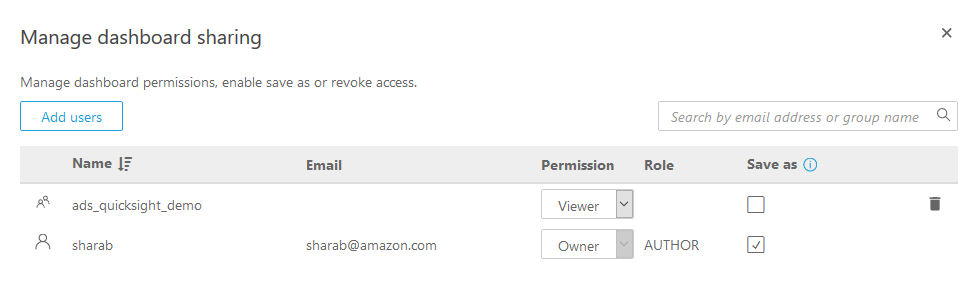 Manage dashboard sharing
Manage dashboard permissions, enable save as or revoke access.
Add users
Search by email address or group name
Name Email Permission Role Save as
ads_quicksight_demo Viewer
sharab sharab@amazon.com Owner AUTHOR